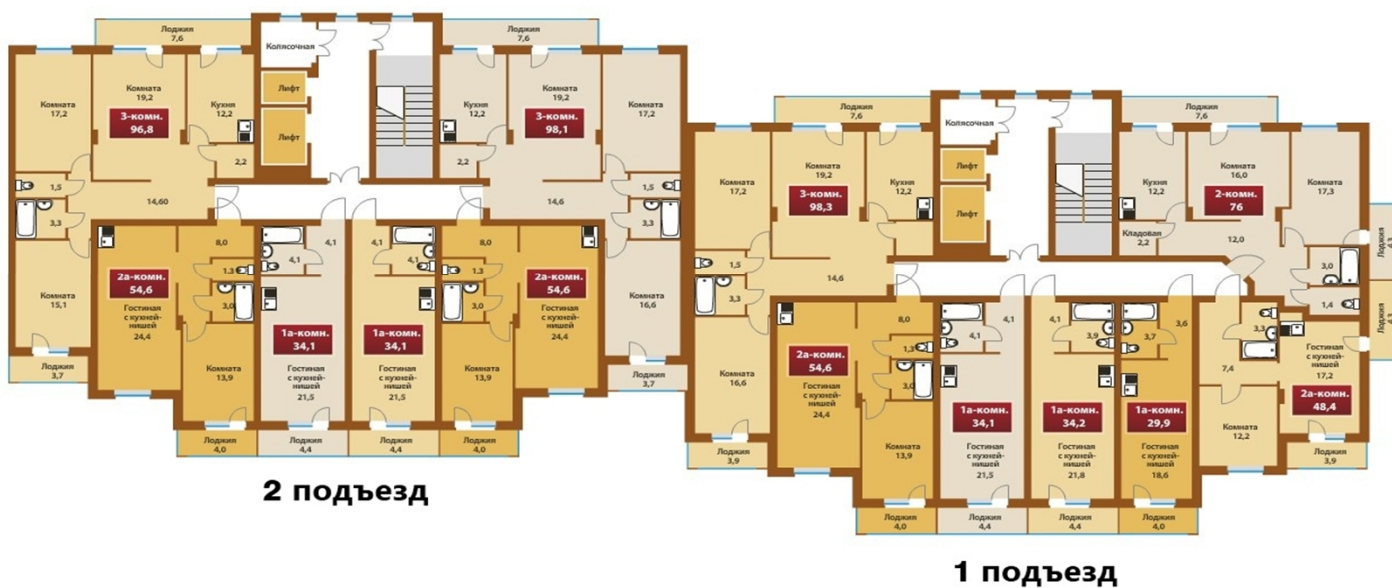 Лоджия
7,6
Комната
17,2
Комната
19,2
3-комн.
96,8
Кухня
12,2
2,2
1,5
3,3
14,60
Комната
15,1
Лоджия
3,7
Колясочная
Лифт
Лифт
Лоджия
7,6
Кухня
12,2
Комната
19,2
3-комн.
98,1
Комната
17,2
2,2
14,6
1,5
3,3
Комната
16,6
Лоджия
3,7
2а-комн.
54,6
Гостиная
с кухней-
нишей
24,4
8,0
1.3
3,0
Комната
13,9
Лоджия
4,0
4,1
4,1
1а-комн.
34,1
Гостиная
с кухней-
нишей
21,5
Лоджия
4,4
4,1
4,1
1а-комн.
34,1
Гостиная
с кухней-
нишей
21,5
Лоджия
4,4
8,0
1.3
3,0
Комната
13,9
Лоджия
4,0
2а-комн.
54,6
Гостиная
с кухней-
нишей
24,4
2 подъезд
Лоджия
7,6
Комната
17,2
Комната
19,2
3-комн.
98,3
Кухня
12,2
1,5
3,3
14,6
Комната
16,6
Лоджия
3,9
Колясочная
Лифт
Лифт
Лоджия
7,6
Кухня
12,2
Комната
16,0
2-комн.
76
Комната
17,3
Кладовая
2,2
12,0
3,0
1,4
Лоджия
Лоджия
2а-комн.
54,6
Гостиная
с кухней-
нишей
24,4
8,0
1.3
3,0
Комната
13,9
Лоджия
4,0
4,1
4,1
1а-комн.
34,1
Гостиная
с кухней-
нишей
21,5
Лоджия
4,4
4,1
3,9
1а-комн.
34,2
Гостиная
с кухней-
нишей
21,8
Лоджия
4,4
3,7
3,6
1а-комн.
29,9
Гостиная
с кухней-
нишей
18,6
Лоджия
4,0
3,3
7,4
Комната
12,2
Гостиная
с кухней-
нишей
17,2
2а-комн.
48,4
Лоджия
3,9
1 подъезд